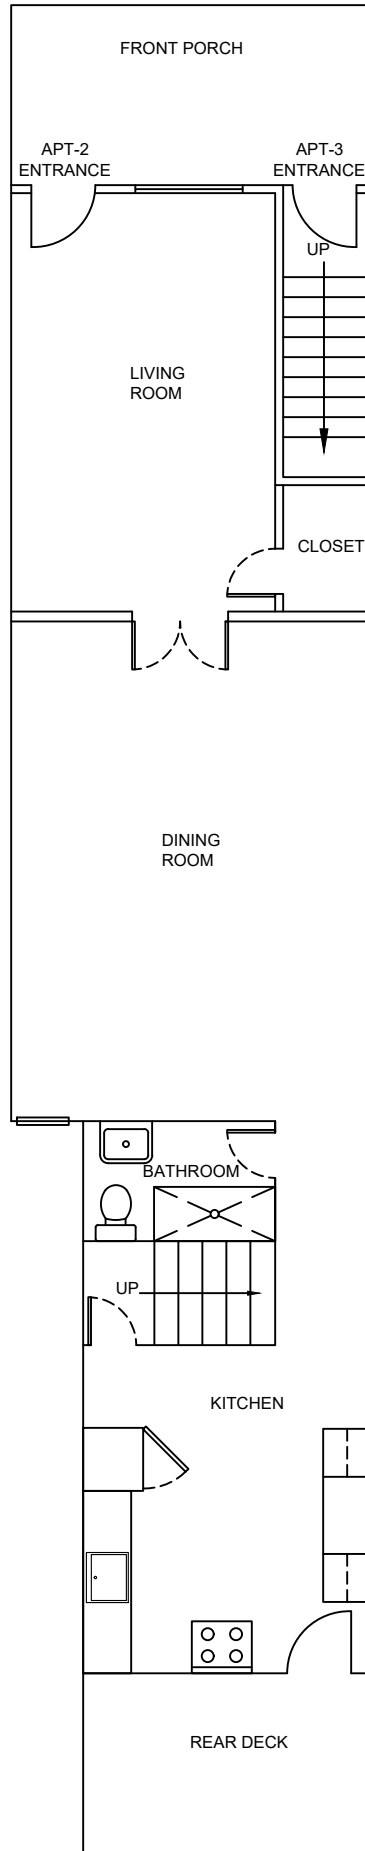 FRONT PORCH
APT-2
ENTRANCE
APT-3
ENTRANCE
UP
LIVING
ROOM
CLOSET
DINING
ROOM
BATHROOM
UP
KITCHEN
REAR DECK